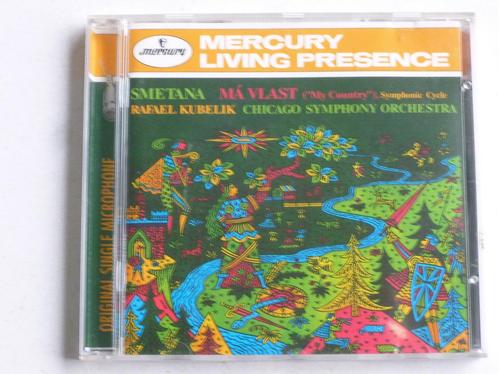 mercury
MERCURY
LIVING PRESENCE
SMETANA MÁ VLAST ("My Country"), Symphonic Cycle
RAFAEL KUBELIK CHICAGO SYMPHONY ORCHESTRA
ORIGINAL SINGLE MICROPHONE